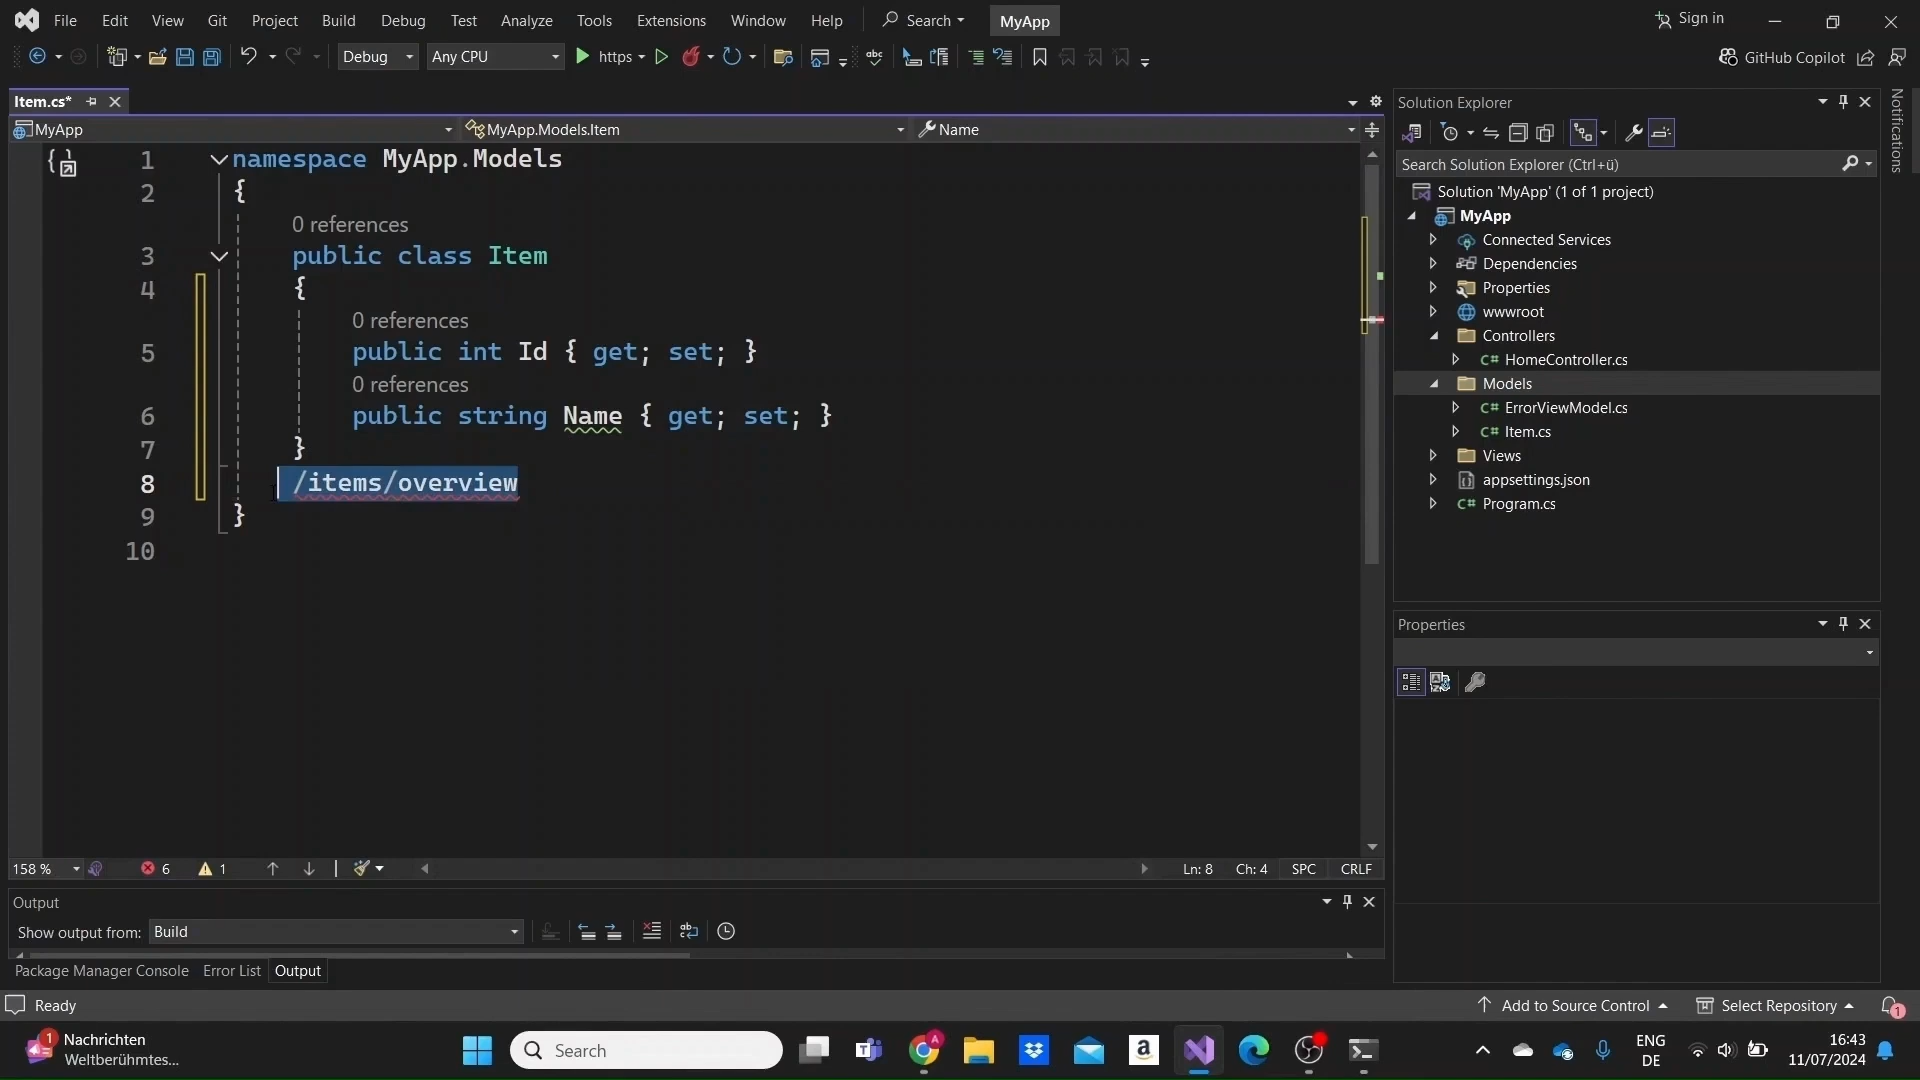 File Edit View Git Project Build Debug Test Analyze Tools Extensions Window Help Search MyApp Sign in
Debug Any CPU https GitHub Copilot
Item.cs*
MyApp MyApp.Models.Item Name
1 namespace MyApp.Models
2 {
0 references
3 public class Item
4 {
0 references
5 public int Id { get; set; }
0 references
6 public string Name { get; set; }
7 }
8 /items/overview
9 }
10
158 % 6 1 Ln: 8 Ch: 4 SPC CRLF
Output
Show output from: Build
Package Manager Console Error List Output
Solution Explorer
Search Solution Explorer (Ctrl+ü)
Solution 'MyApp' (1 of 1 project)
MyApp
Connected Services
Dependencies
Properties
wwwroot
Controllers
C# HomeController.cs
Models
C# ErrorViewModel.cs
C# Item.cs
Views
appsettings.json
C# Program.cs
Properties
Notifications
Ready Add to Source Control Select Repository 1
1 Nachrichten
Weltberühmtes...
Search
A
ENG
DE
16:43
11/07/2024